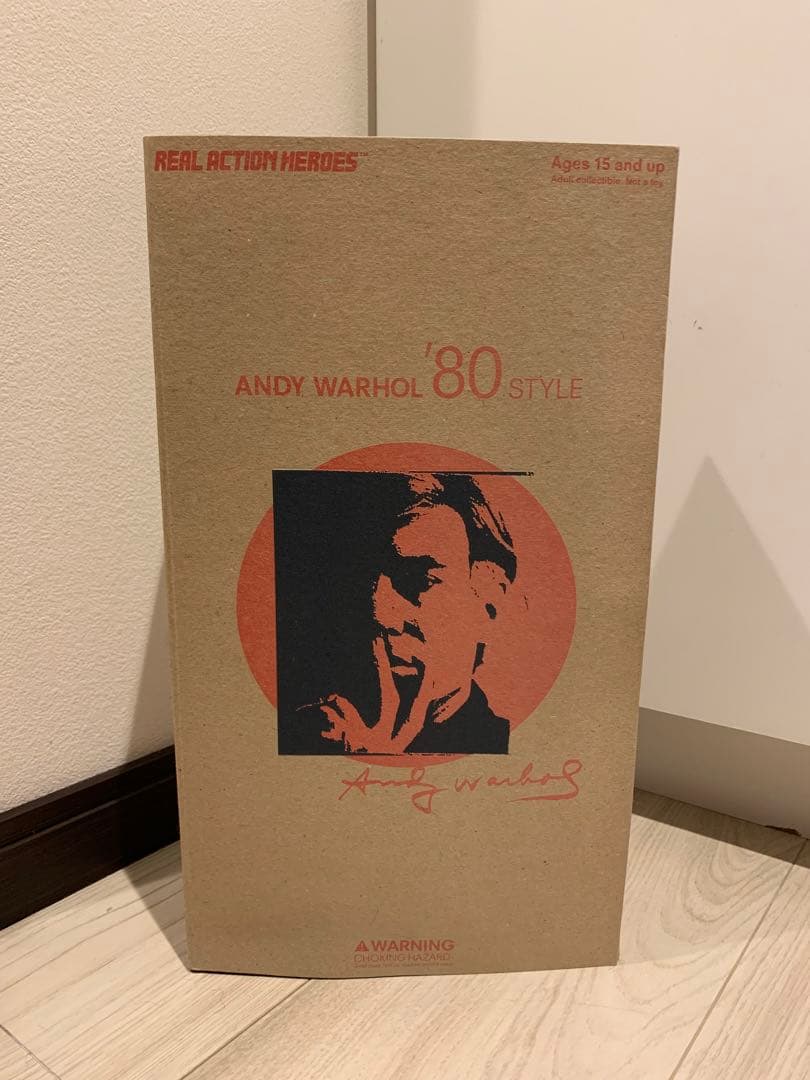 REAL ACTION HEROES™
Ages 15 and up
Adult collectible. Not a toy.
ANDY WARHOL '80 STYLE
Andy Warhol
⚠ WARNING
CHOKING HAZARD